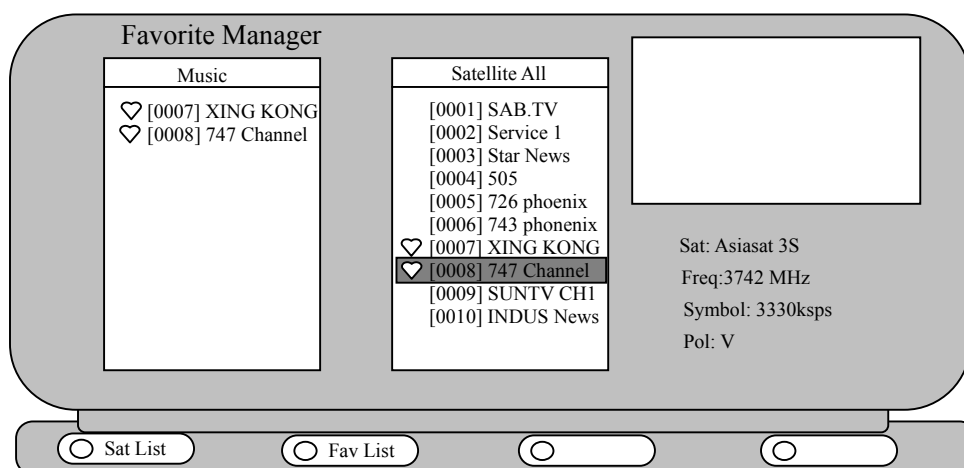 Favorite Manager
Music
[0007] XING KONG
[0008] 747 Channel
Satellite All
[0001] SAB.TV
[0002] Service 1
[0003] Star News
[0004] 505
[0005] 726 phoenix
[0006] 743 phonenix
[0007] XING KONG
[0008] 747 Channel
[0009] SUNTV CH1
[0010] INDUS News
Sat: Asiasat 3S
Freq:3742 MHz
Symbol: 3330ksps
Pol: V
Sat List
Fav List